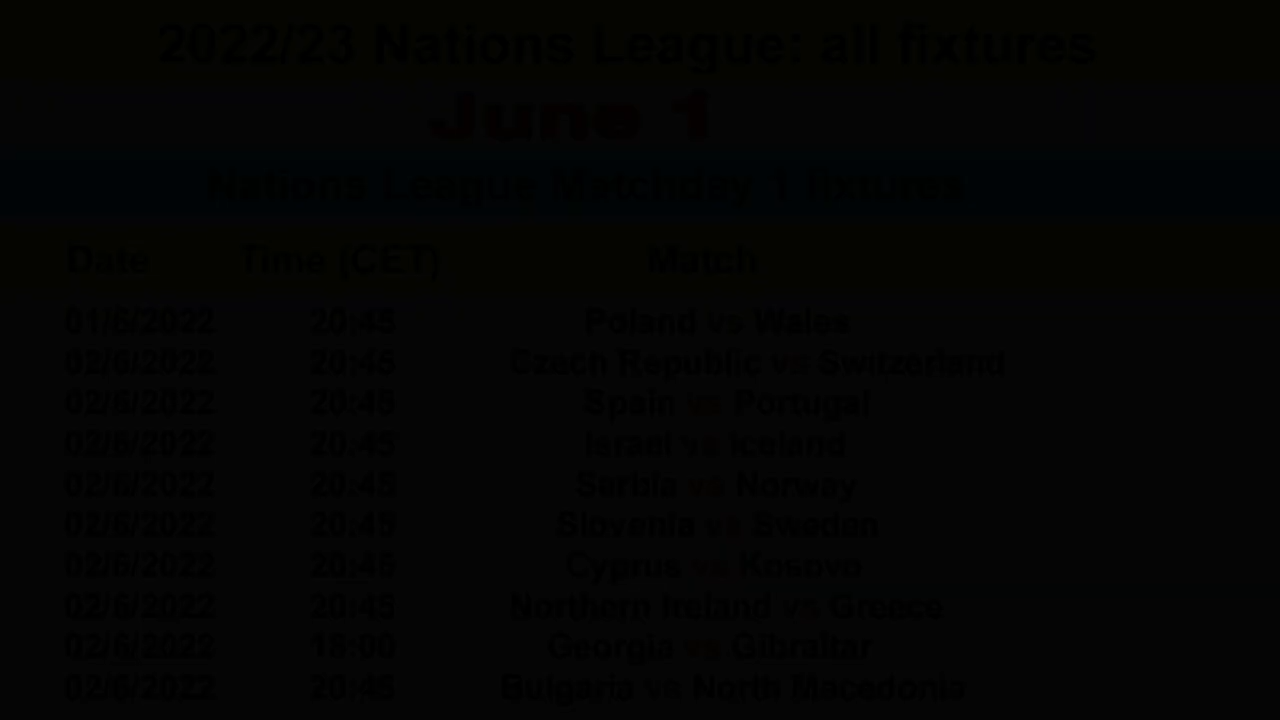 2022/23 Nations League: all fixtures
June 1
Nations League Matchday 1 fixtures
Date Time (CET) Match
01/6/2022 20:45 Poland vs Wales
02/6/2022 20:45 Czech Republic vs Switzerland
02/6/2022 20:45 Spain vs Portugal
02/6/2022 20:45 Israel vs Iceland
02/6/2022 20:45 Serbia vs Norway
02/6/2022 20:45 Slovenia vs Sweden
02/6/2022 20:45 Cyprus vs Kosovo
02/6/2022 20:45 Northern Ireland vs Greece
02/6/2022 18:00 Georgia vs Gibraltar
02/6/2022 20:45 Bulgaria vs North Macedonia